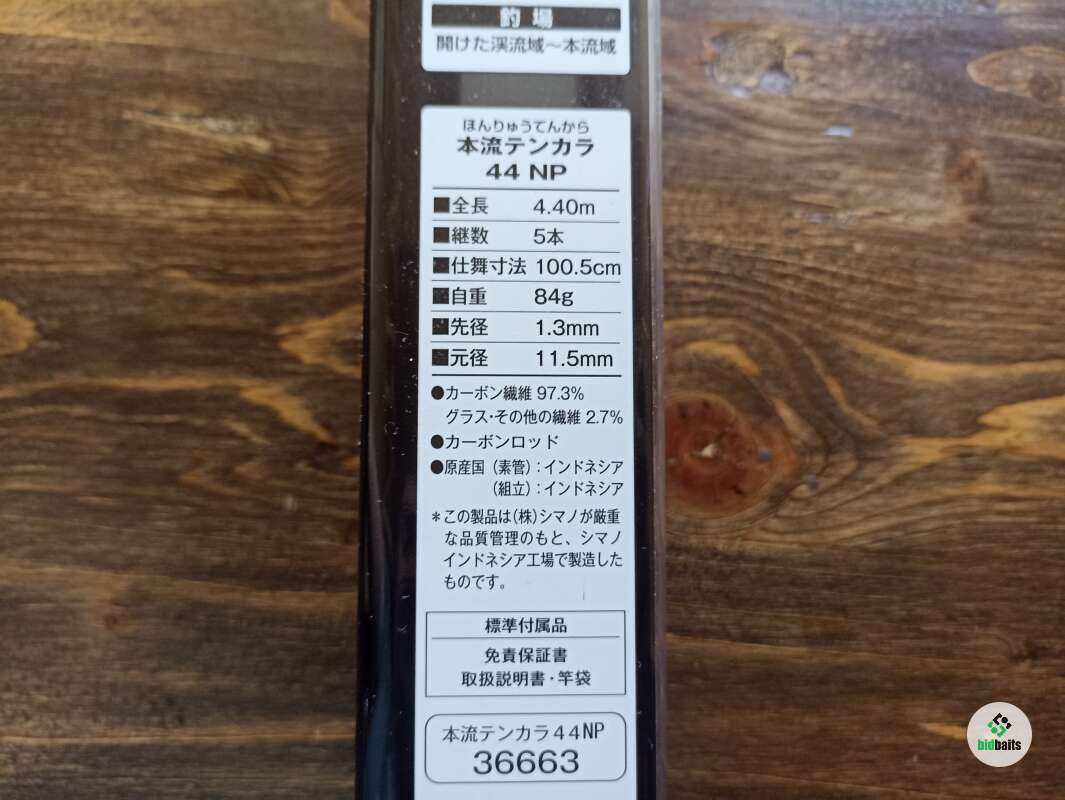 釣場
開けた渓流域～本流域
ほんりゅうてんから
本流テンカラ
44 NP
■全長 4.40m
■継数 5本
■仕舞寸法 100.5cm
■自重 84g
■先径 1.3mm
■元径 11.5mm
●カーボン繊維 97.3%
グラス･その他の繊維 2.7%
●カーボンロッド
●原産国（素管）：インドネシア
（組立）：インドネシア
＊この製品は(株)シマノが厳重
な品質管理のもと、シマノ
インドネシア工場で製造した
ものです。
標準付属品
免責保証書
取扱説明書・竿袋
本流テンカラ44NP
36663
bidbaits